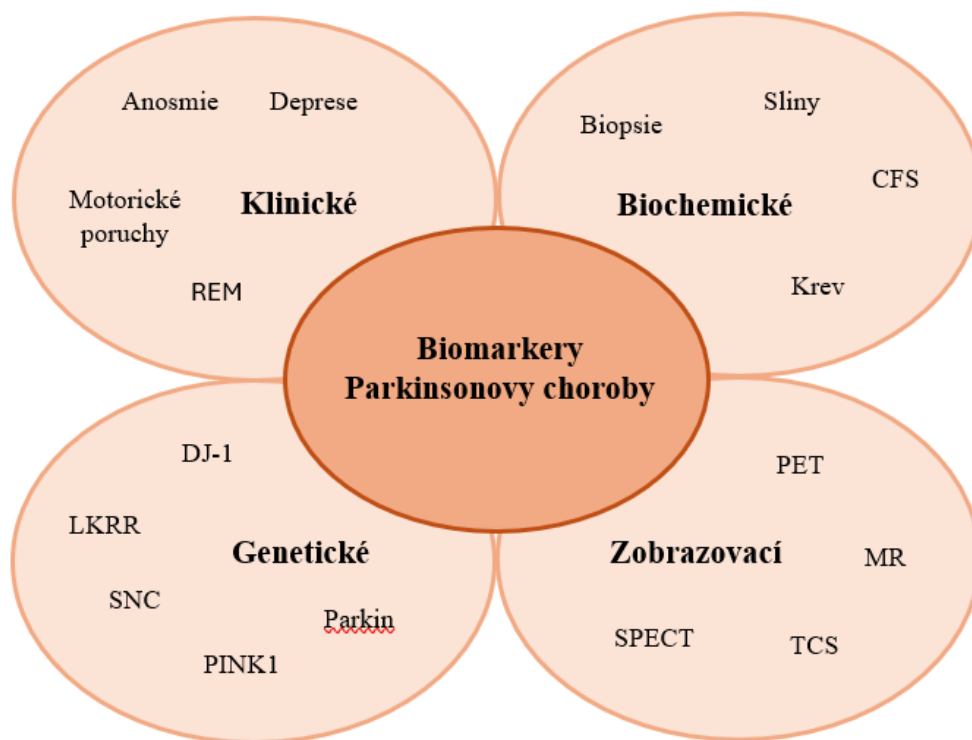 Anosmie
Deprese
Motorické
poruchy
Klinické
REM
Biopsie
Sliny
CFS
Biochemické
Krev
Biomarkery
Parkinsonovy choroby
DJ-1
LKRR
Genetické
SNC
Parkin
PINK1
PET
Zobrazovací
MR
SPECT
TCS